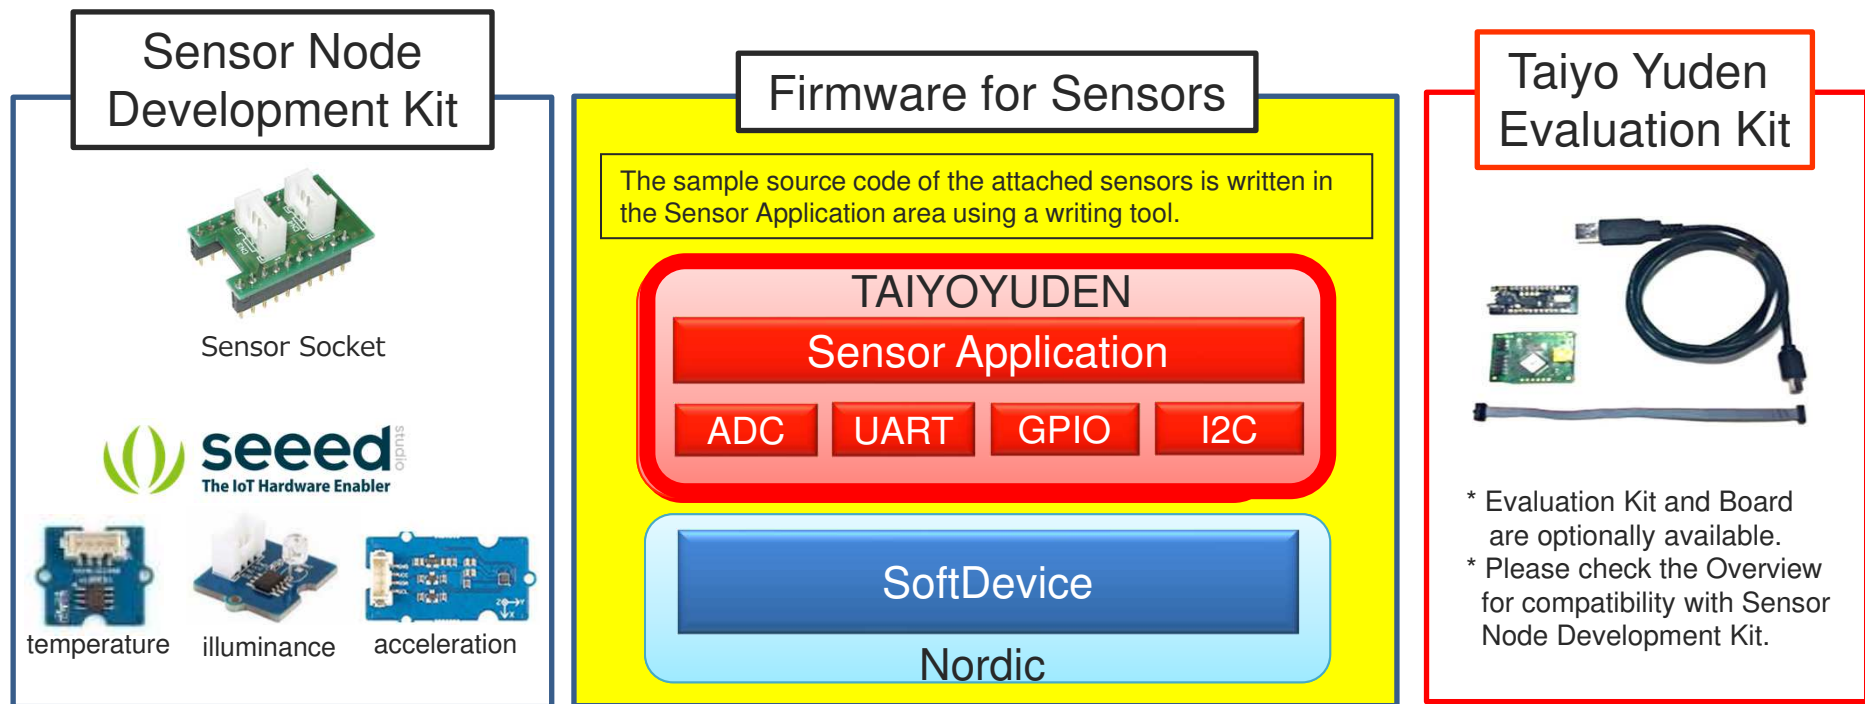 Sensor Node
Development Kit
Sensor Socket
seeed
studio
The IoT Hardware Enabler
temperature
illuminance
acceleration
Firmware for Sensors
The sample source code of the attached sensors is written in
the Sensor Application area using a writing tool.
TAIYOYUDEN
Sensor Application
ADC
UART
GPIO
I2C
SoftDevice
Nordic
Taiyo Yuden
Evaluation Kit
* Evaluation Kit and Board
are optionally available.
* Please check the Overview
for compatibility with Sensor
Node Development Kit.